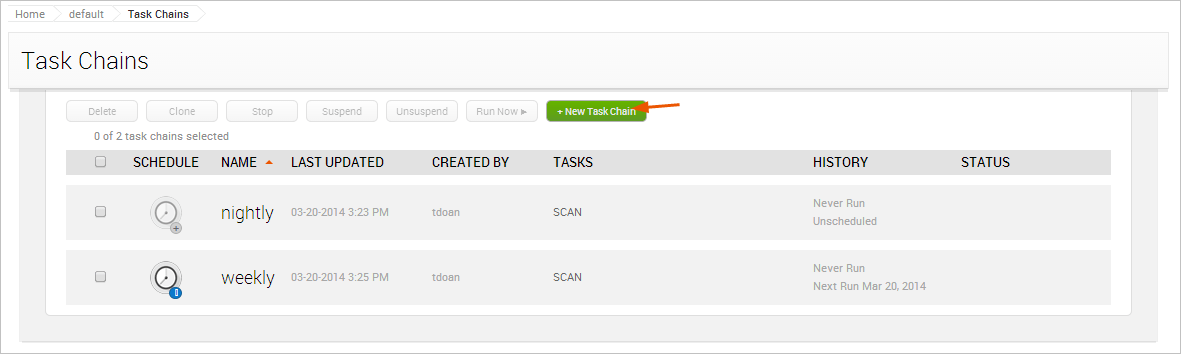 Home default Task Chains
Task Chains
Delete Clone Stop Suspend Unsuspend Run Now ▸ + New Task Chain
0 of 2 task chains selected
SCHEDULE NAME LAST UPDATED CREATED BY TASKS HISTORY STATUS
nightly 03-20-2014 3:23 PM tdoan SCAN Never Run
Unscheduled
weekly 03-20-2014 3:25 PM tdoan SCAN Never Run
Next Run Mar 20, 2014